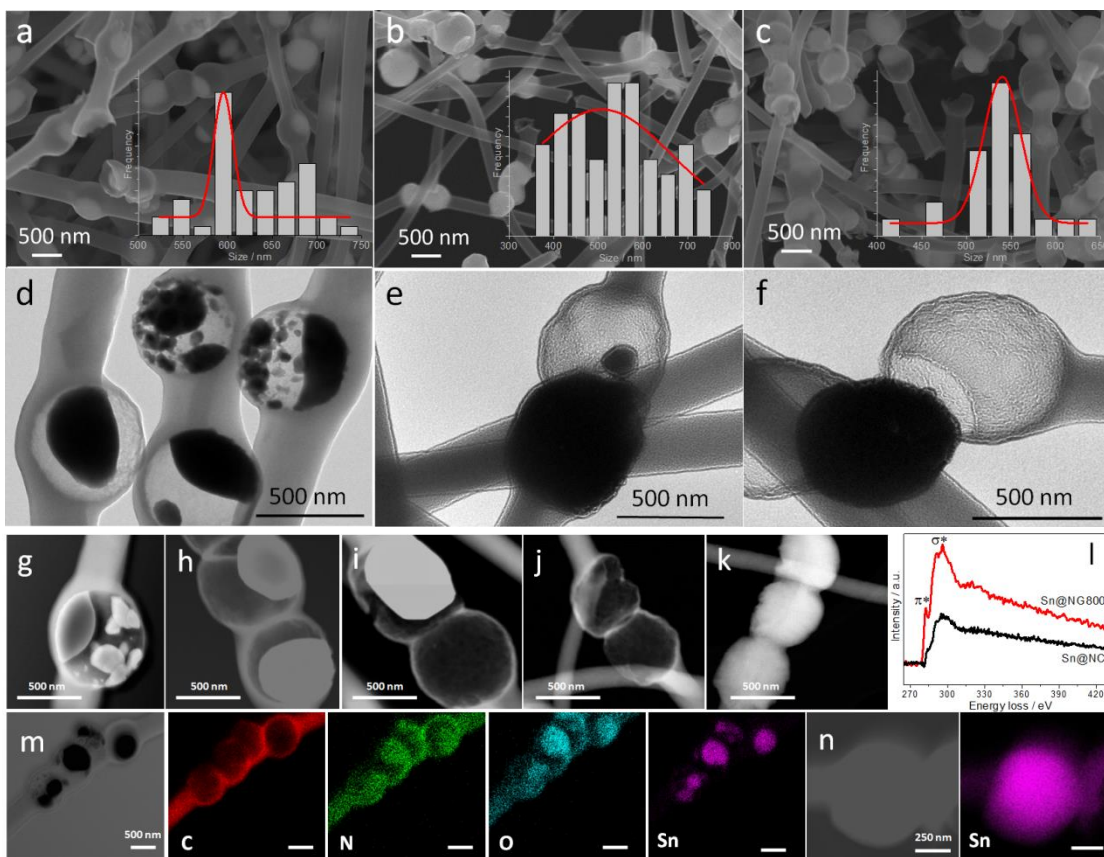 a
Frequency
500 nm
500 550 600 650 700 750
Size / nm
b
Frequency
500 nm
300 400 500 600 700 800
Size / nm
c
Frequency
500 nm
400 450 500 550 600 650
Size / nm
d
500 nm
e
500 nm
f
500 nm
g
500 nm
h
500 nm
i
500 nm
j
500 nm
k
500 nm
l
Intensity / a.u.
σ*
π*
Sn@NG800
Sn@NC
270 300 330 360 390 420
Energy loss / eV
m
500 nm
C
N
O
Sn
n
250 nm
Sn